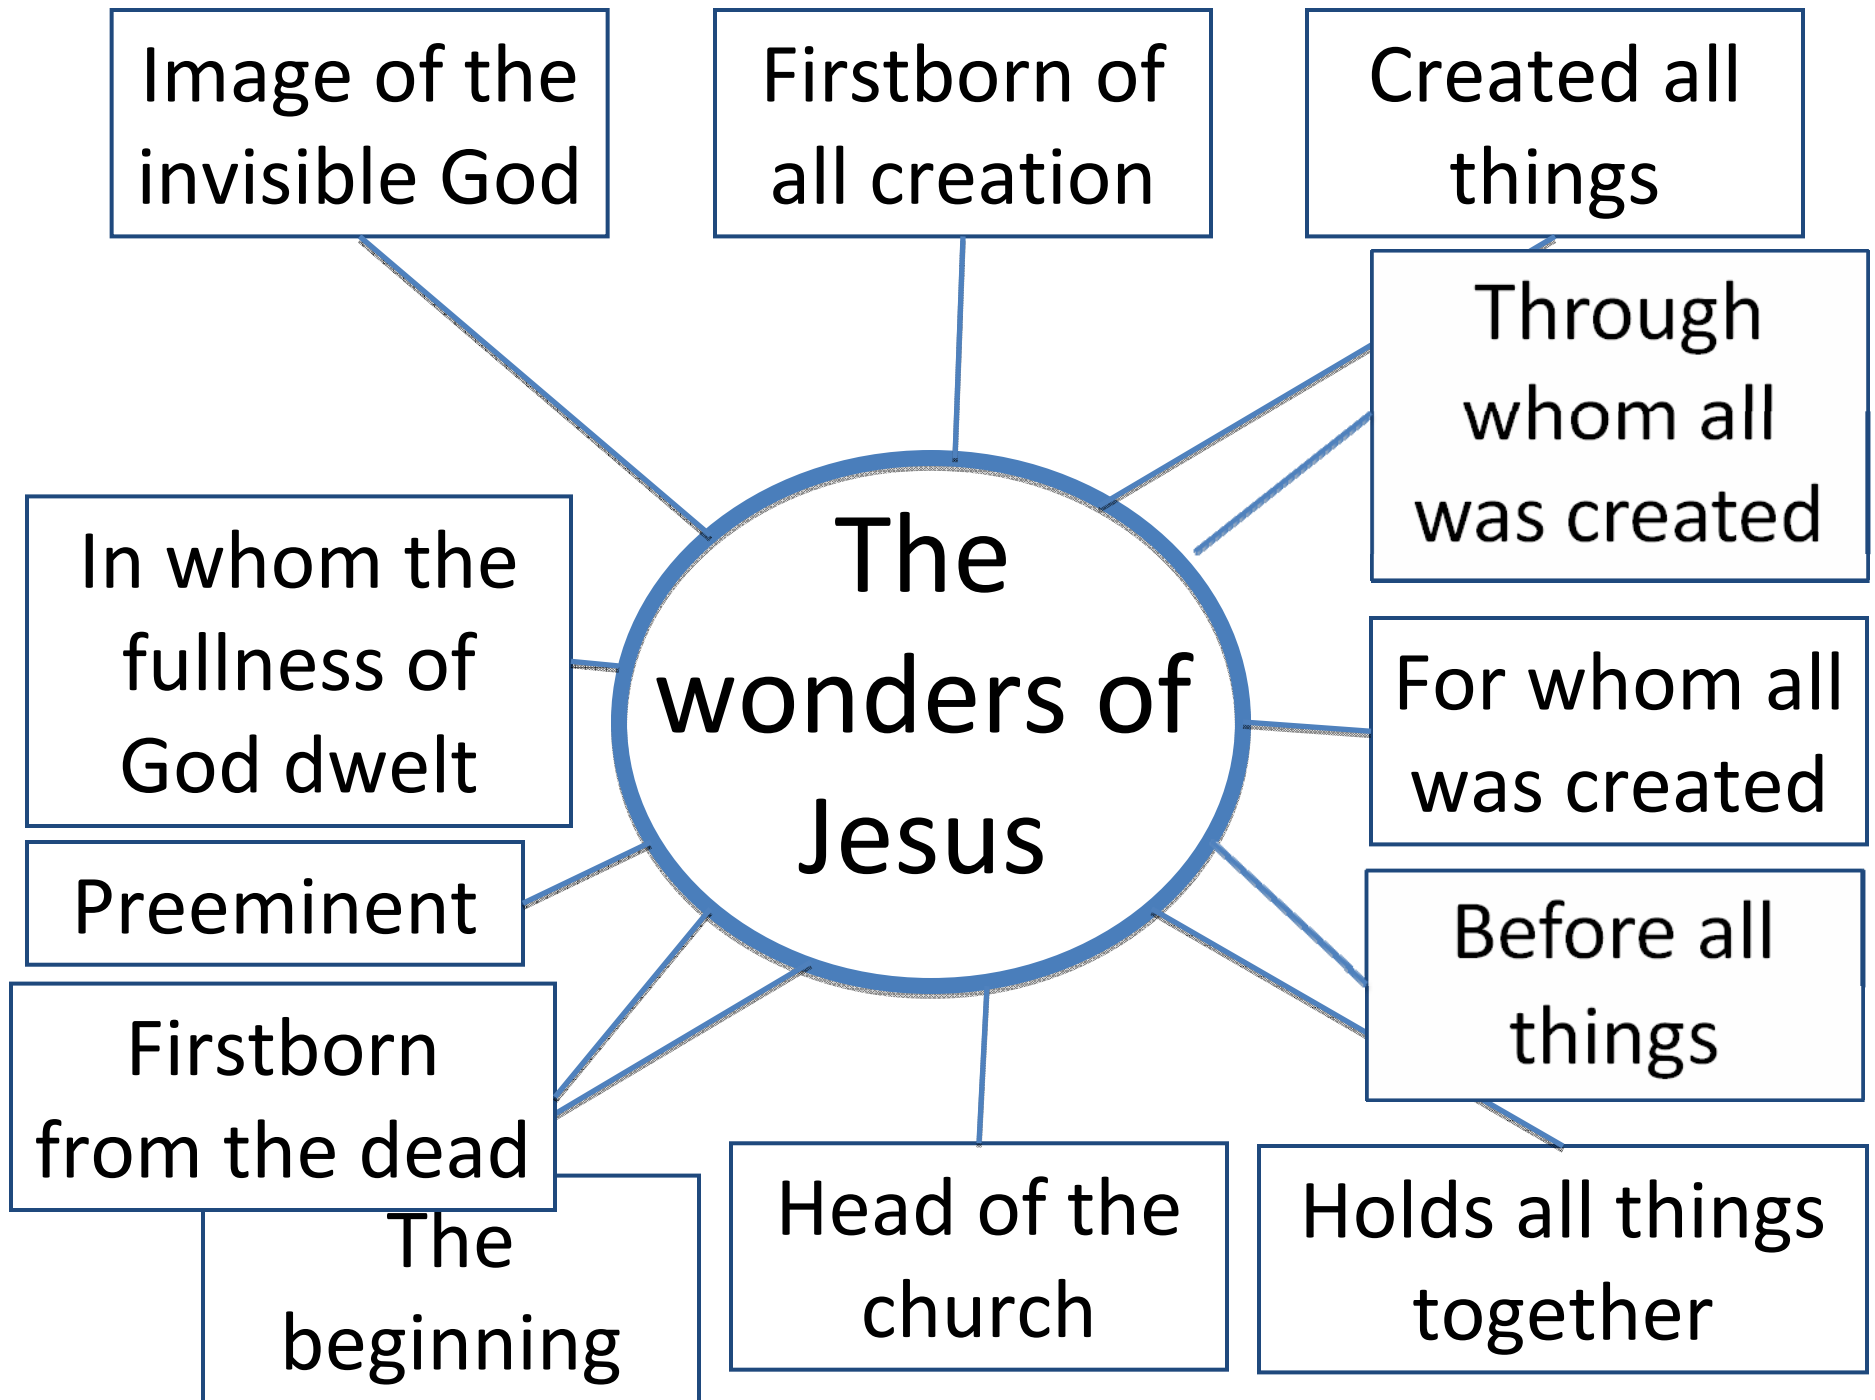 Image of the
invisible God
Firstborn of
all creation
Created all
things
Through
whom all
was created
In whom the
fullness of
God dwelt
The
wonders of
Jesus
For whom all
was created
Preeminent
Before all
things
Firstborn
from the dead
The
beginning
Head of the
church
Holds all things
together